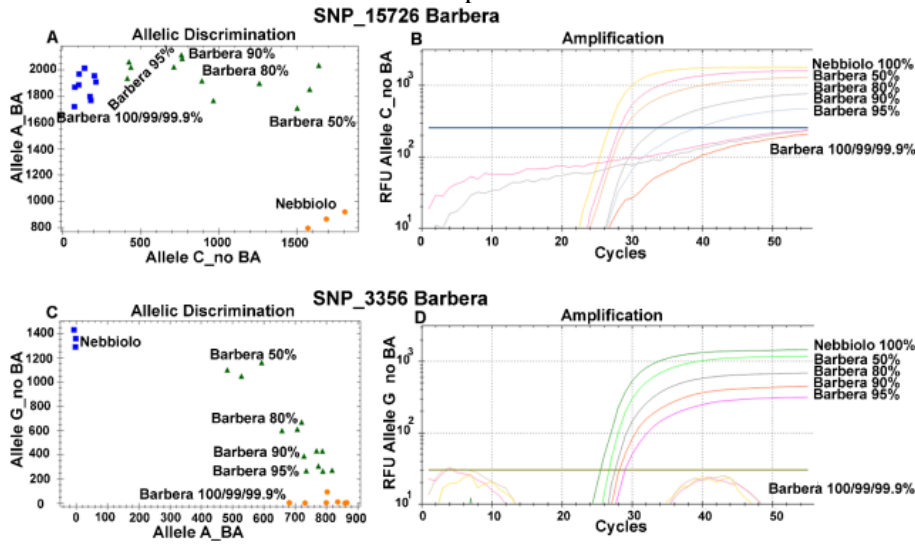 SNP_15726 Barbera
A
Allelic Discrimination
Allele A_BA
2000
1800
1600
1400
1200
1000
800
Barbera 95%
Barbera 90%
Barbera 80%
Barbera 100/99/99.9%
Barbera 50%
Nebbiolo
0 500 1000 1500
Allele C_no BA
B
Amplification
RFU Allele C_no BA
10³
10²
10¹
Nebbiolo 100%
Barbera 50%
Barbera 80%
Barbera 90%
Barbera 95%
Barbera 100/99/99.9%
0 10 20 30 40 50
Cycles
SNP_3356 Barbera
C
Allelic Discrimination
Allele G_no BA
1400
1200
1000
800
600
400
200
0
Nebbiolo
Barbera 50%
Barbera 80%
Barbera 90%
Barbera 95%
Barbera 100/99/99.9%
0 100 200 300 400 500 600 700 800 900
Allele A_BA
D
Amplification
RFU Allele G no BA
10³
10²
10¹
Nebbiolo 100%
Barbera 50%
Barbera 80%
Barbera 90%
Barbera 95%
Barbera 100/99/99.9%
0 10 20 30 40 50
Cycles